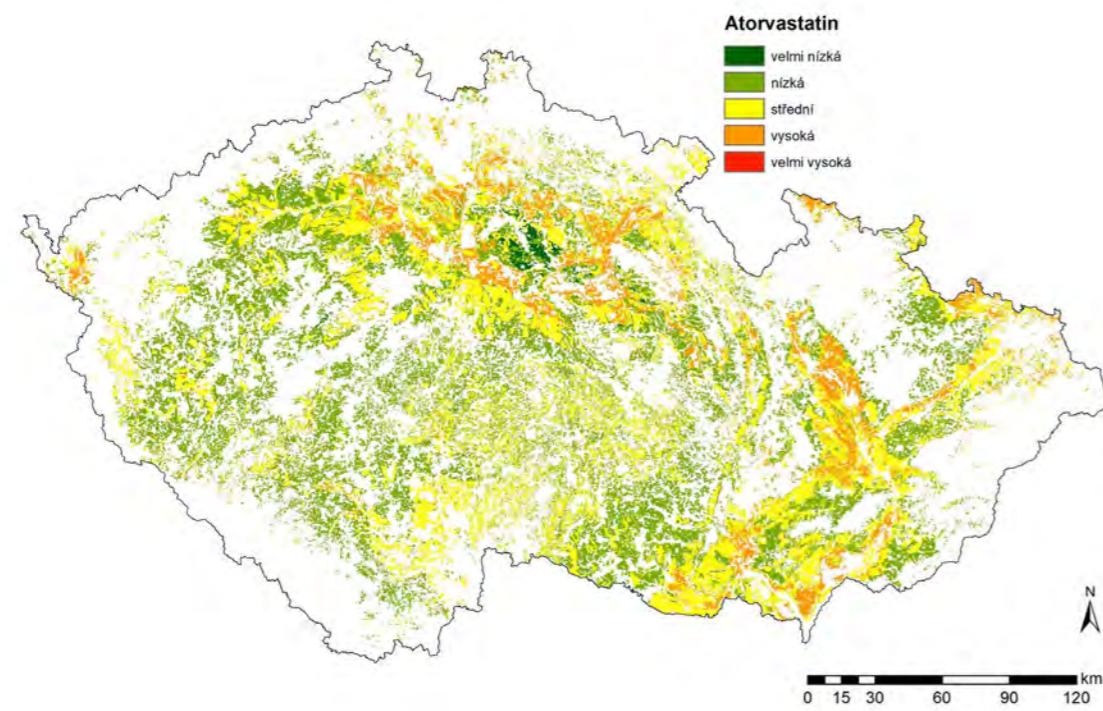 Atorvastatin
velmi nízká
nízká
střední
vysoká
velmi vysoká
N
km
0 15 30 60 90 120